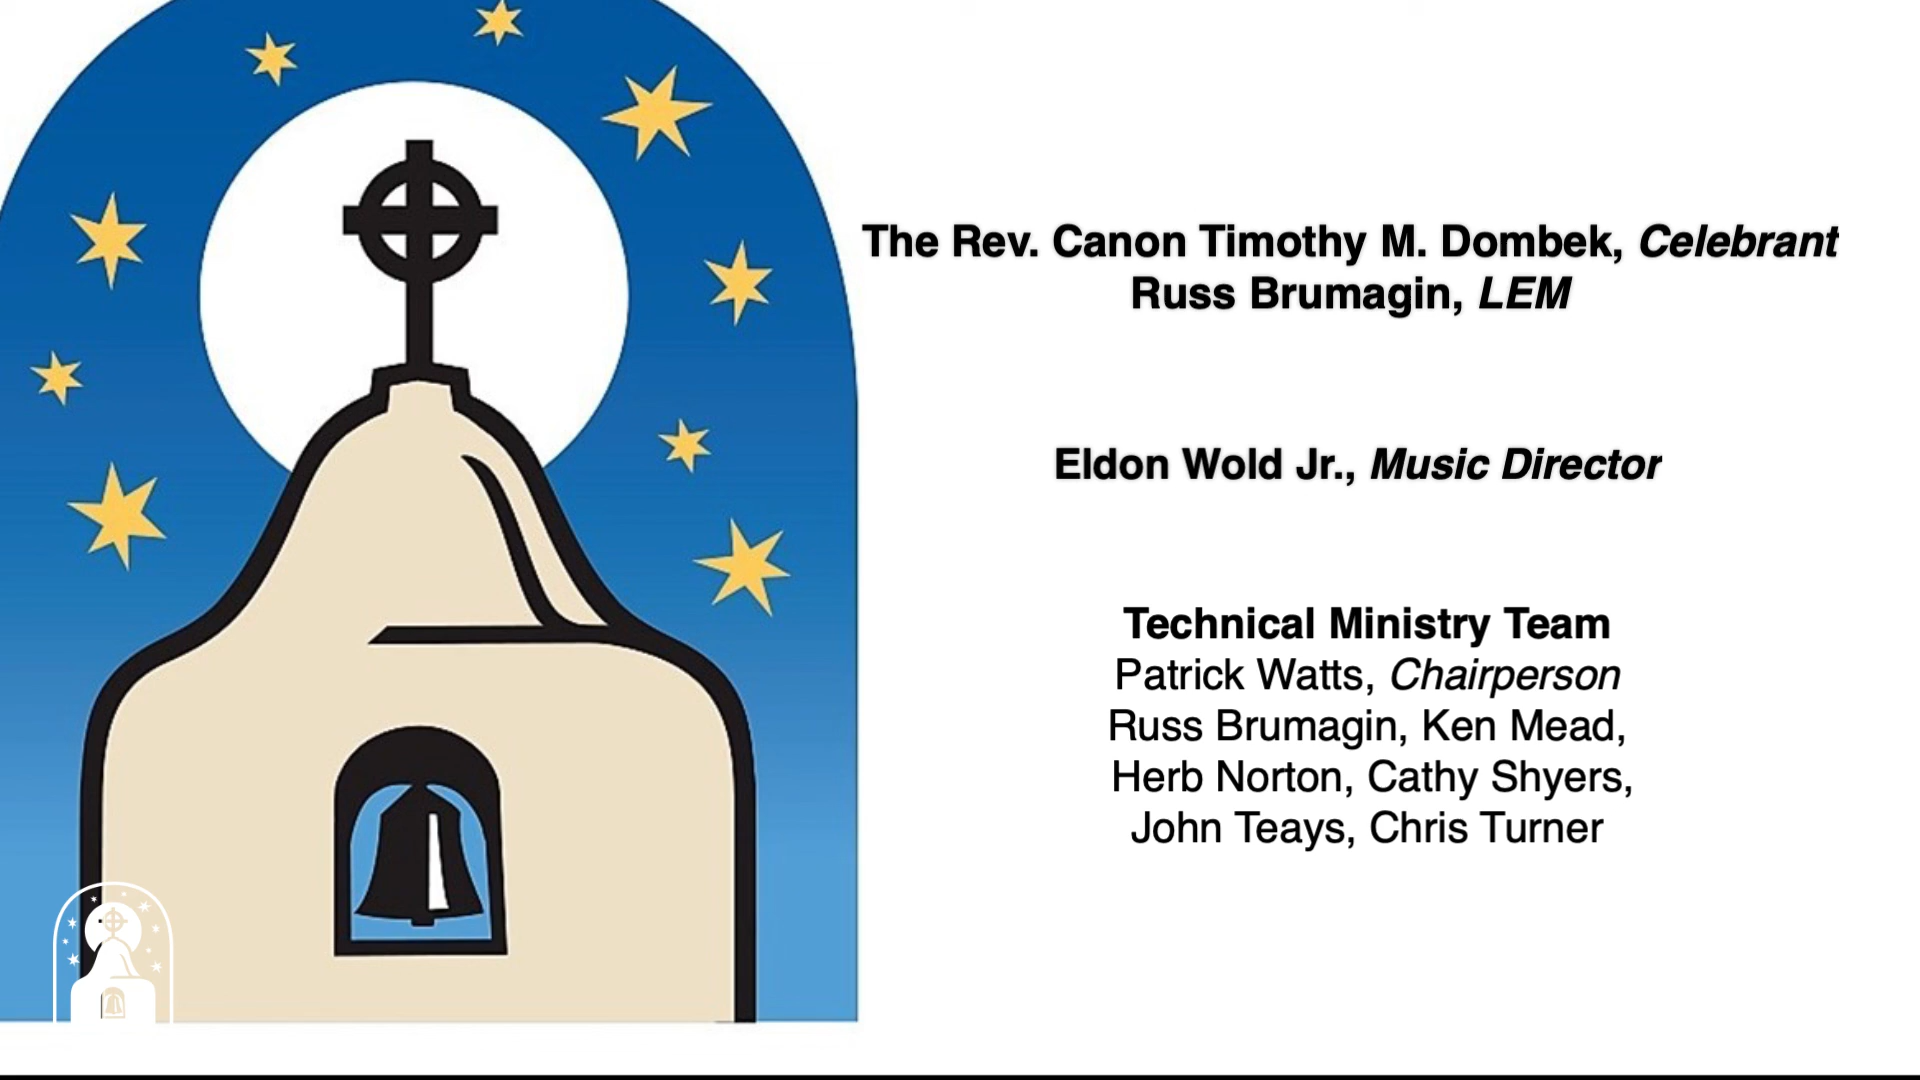 The Rev. Canon Timothy M. Dombek, Celebrant
Russ Brumagin, LEM
Eldon Wold Jr., Music Director
Technical Ministry Team
Patrick Watts, Chairperson
Russ Brumagin, Ken Mead,
Herb Norton, Cathy Shyers,
John Teays, Chris Turner